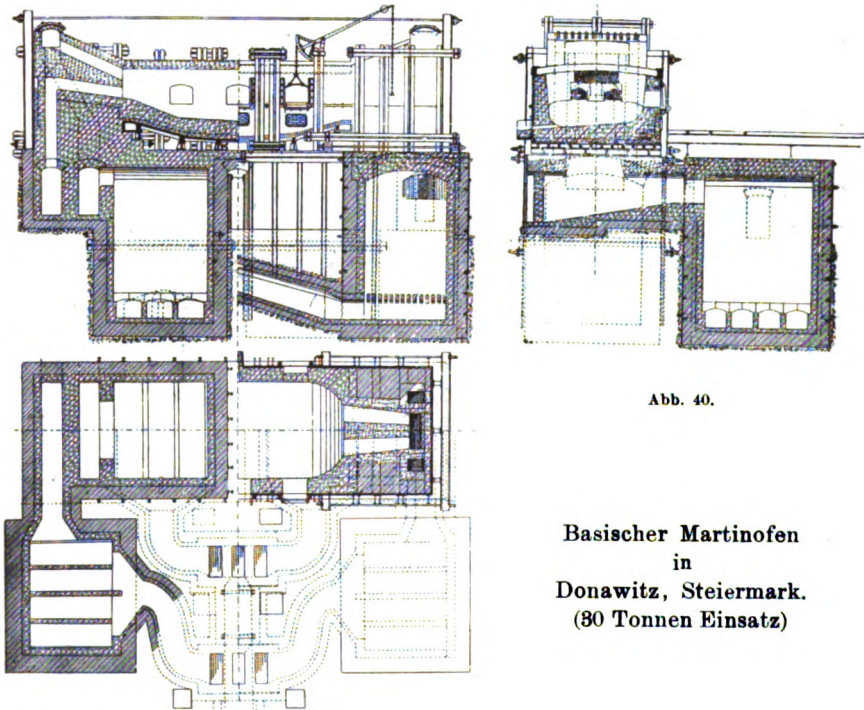 Abb. 40.
Basischer Martinofen
in
Donawitz, Steiermark.
(30 Tonnen Einsatz)